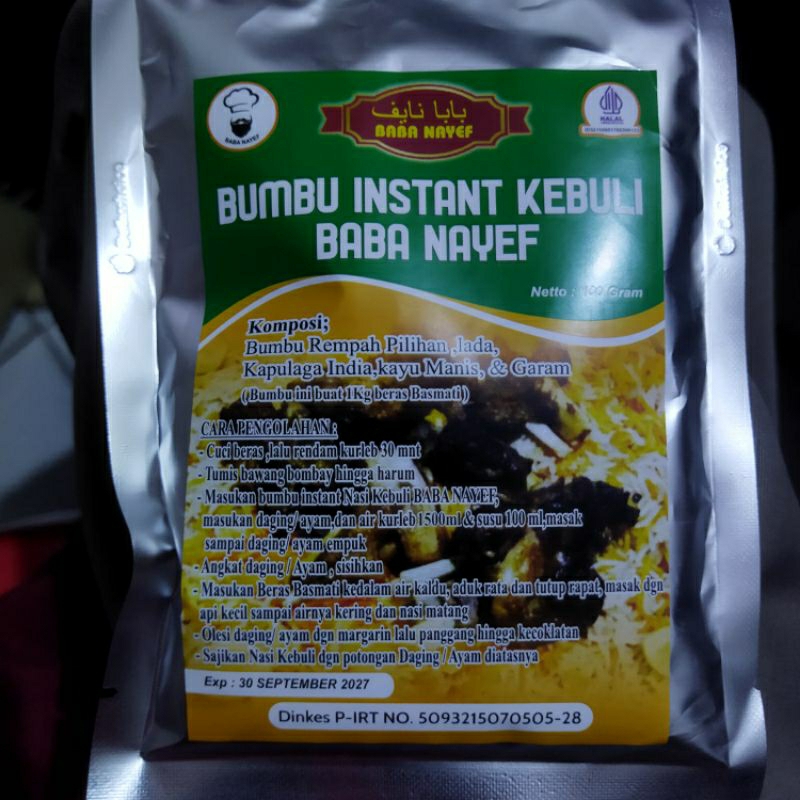 بابا نايف
BABA NAYEF
BABA NAYEF
HALAL
BUMBU INSTANT KEBULI
BABA NAYEF
Netto : Gram
Komposi;
Bumbu Rempah Pilihan ,lada,
Kapulaga India,kayu Manis, & Garam
( Bumbu ini buat 1Kg beras Basmati )
CARA PENGOLAHAN :
- Cuci beras ,lalu rendam kurleb 30 mnt
- Tumis bawang bombay hingga harum
- Masukan bumbu instant Nasi Kebuli BABA NAYEF,
masukan daging/ ayam,dan air kurleb 1500ml & susu 100 ml,masak
sampai daging/ ayam empuk
- Angkat daging / Ayam , sisihkan
- Masukan Beras Basmati kedalam air kaldu, aduk rata dan tutup rapat, masak dgn
api kecil sampai airnya kering dan nasi matang
- Olesi daging/ ayam dgn margarin lalu panggang hingga kecoklatan
- Sajikan Nasi Kebuli dgn potongan Daging / Ayam diatasnya
Exp : 30 SEPTEMBER 2027
Dinkes P-IRT NO. 5093215070505-28